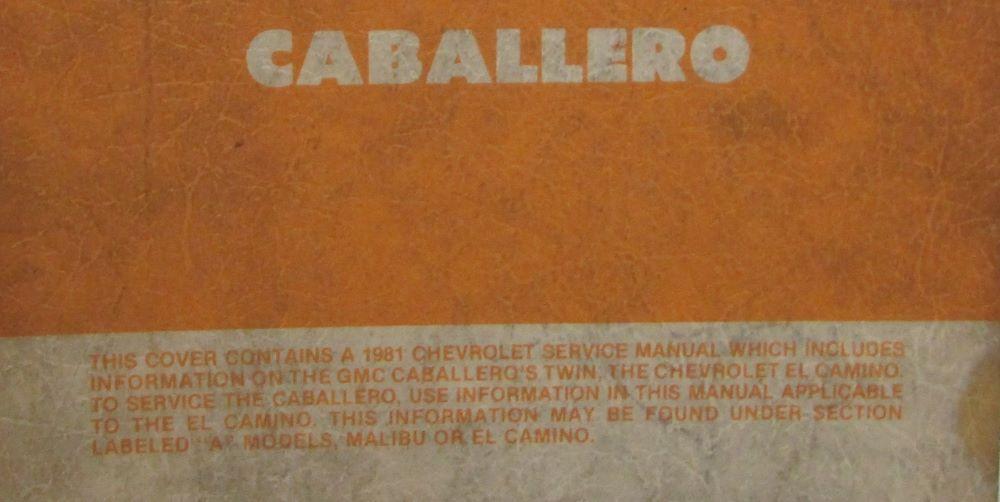 CABALLERO
THIS COVER CONTAINS A 1981 CHEVROLET SERVICE MANUAL WHICH INCLUDES
INFORMATION ON THE GMC CABALLERO'S TWIN, THE CHEVROLET EL CAMINO.
TO SERVICE THE CABALLERO, USE INFORMATION IN THIS MANUAL APPLICABLE
TO THE EL CAMINO. THIS INFORMATION MAY BE FOUND UNDER SECTION
LABELED "A" MODELS, MALIBU OR EL CAMINO.